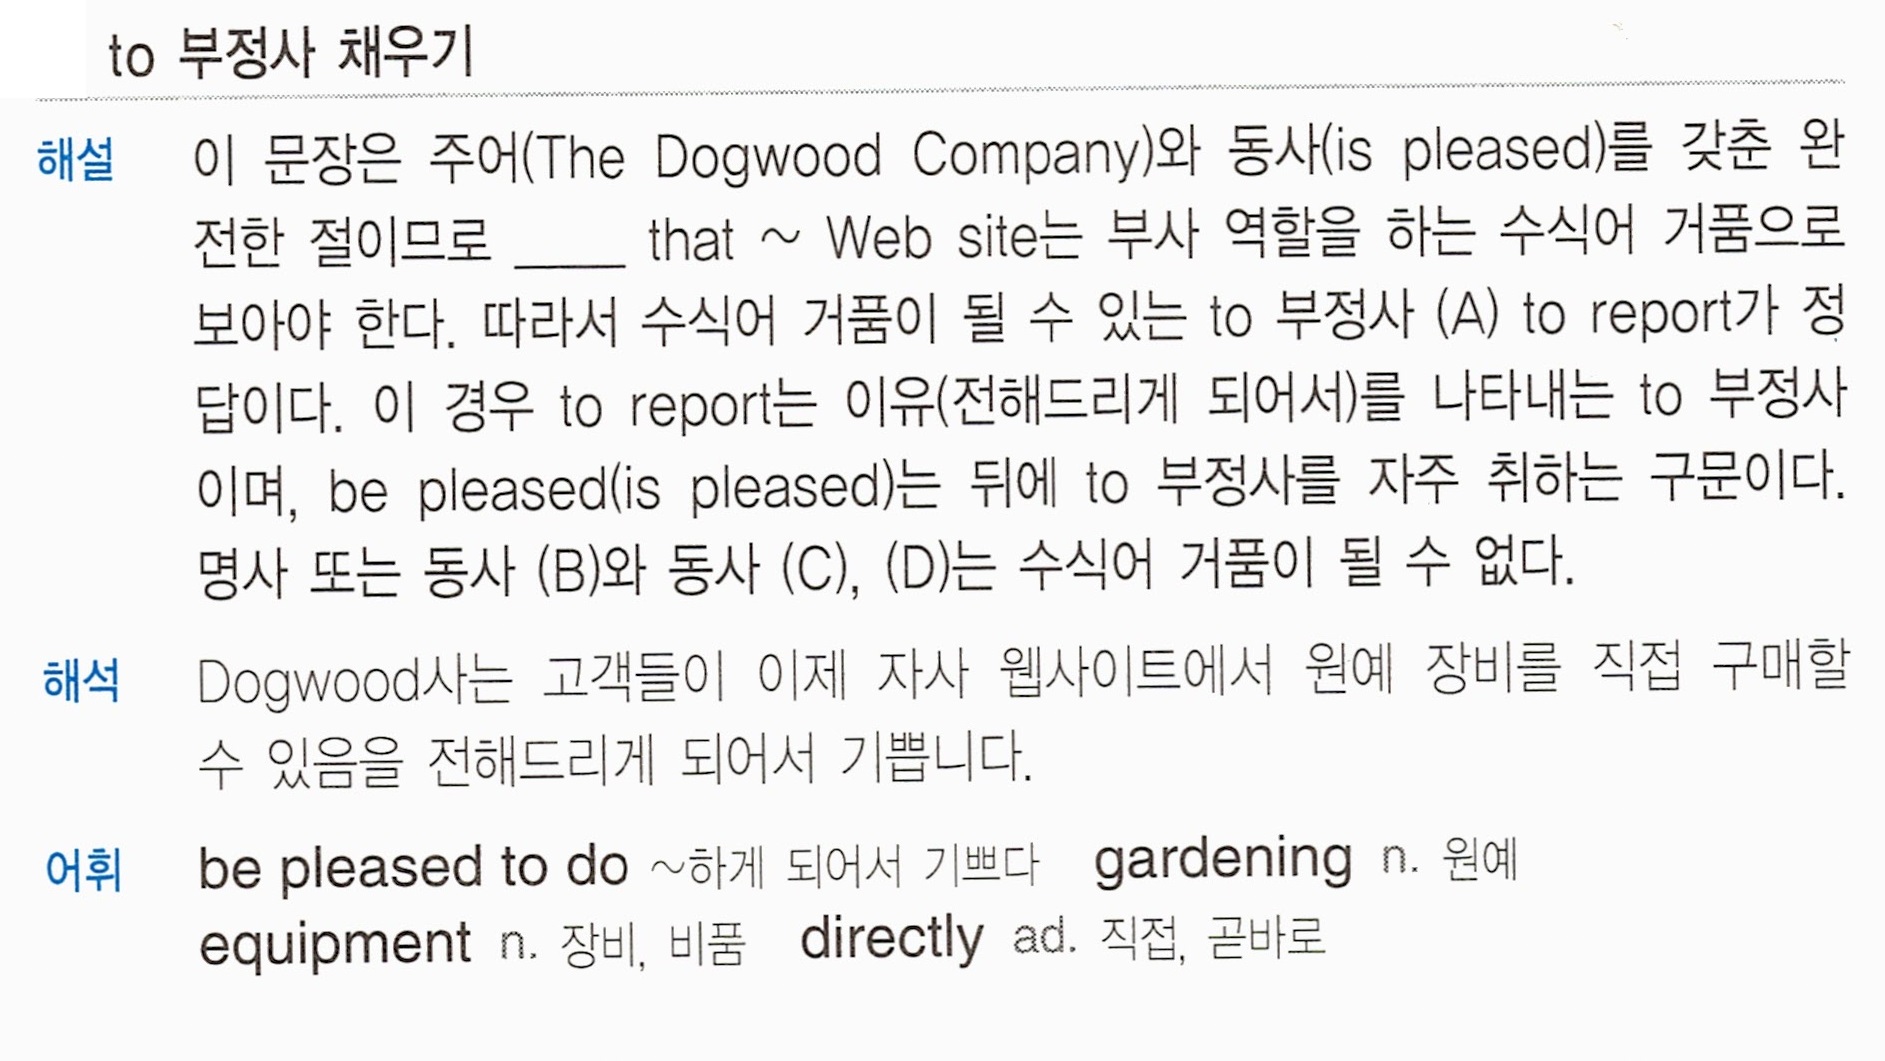 to 부정사 채우기
해설 이 문장은 주어(The Dogwood Company)와 동사(is pleased)를 갖춘 완
전한 절이므로 ____ that ~ Web site는 부사 역할을 하는 수식어 거품으로
보아야 한다. 따라서 수식어 거품이 될 수 있는 to 부정사 (A) to report가 정
답이다. 이 경우 to report는 이유(전해드리게 되어서)를 나타내는 to 부정사
이며, be pleased(is pleased)는 뒤에 to 부정사를 자주 취하는 구문이다.
명사 또는 동사 (B)와 동사 (C), (D)는 수식어 거품이 될 수 없다.
해석 Dogwood사는 고객들이 이제 자사 웹사이트에서 원예 장비를 직접 구매할
수 있음을 전해드리게 되어서 기쁩니다.
어휘 be pleased to do ~하게 되어서 기쁘다 gardening n. 원예
equipment n. 장비, 비품 directly ad. 직접, 곧바로